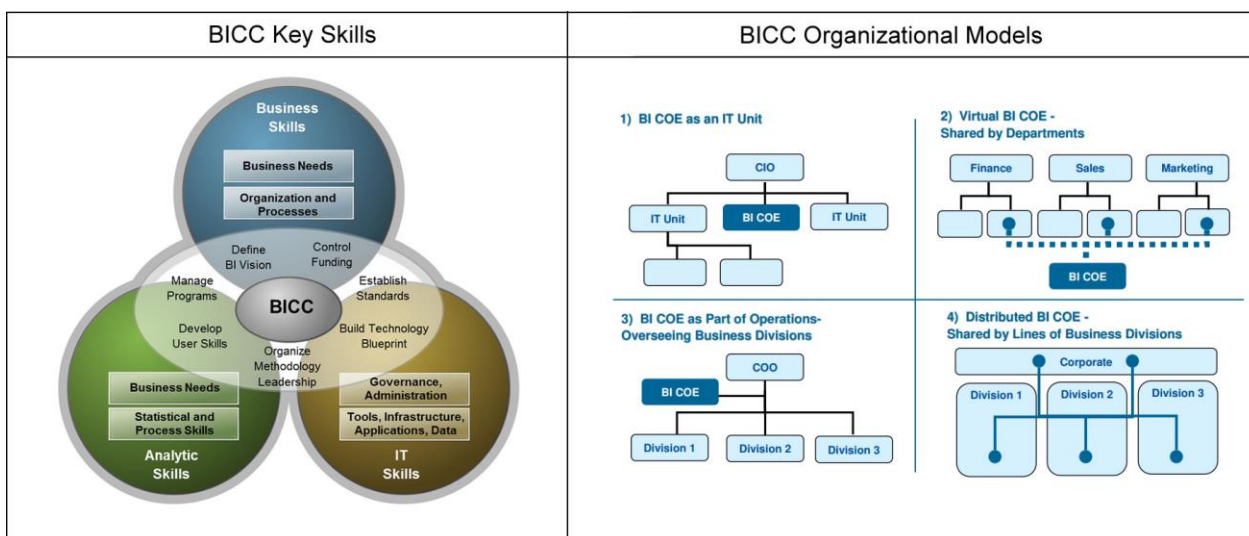 BICC Key Skills
Business
Skills
Business Needs
Organization and
Processes
Define
BI Vision
Control
Funding
Manage
Programs
Establish
Standards
BICC
Develop
User Skills
Build Technology
Blueprint
Organize
Methodology
Leadership
Business Needs
Statistical and
Process Skills
Analytic
Skills
Governance,
Administration
Tools, Infrastructure,
Applications, Data
IT
Skills
BICC Organizational Models
1) BI COE as an IT Unit
CIO
IT Unit
BI COE
IT Unit
2) Virtual BI COE -
Shared by Departments
Finance
Sales
Marketing
BI COE
3) BI COE as Part of Operations-
Overseeing Business Divisions
COO
BI COE
Division 1
Division 2
Division 3
4) Distributed BI COE -
Shared by Lines of Business Divisions
Corporate
Division 1
Division 2
Division 3